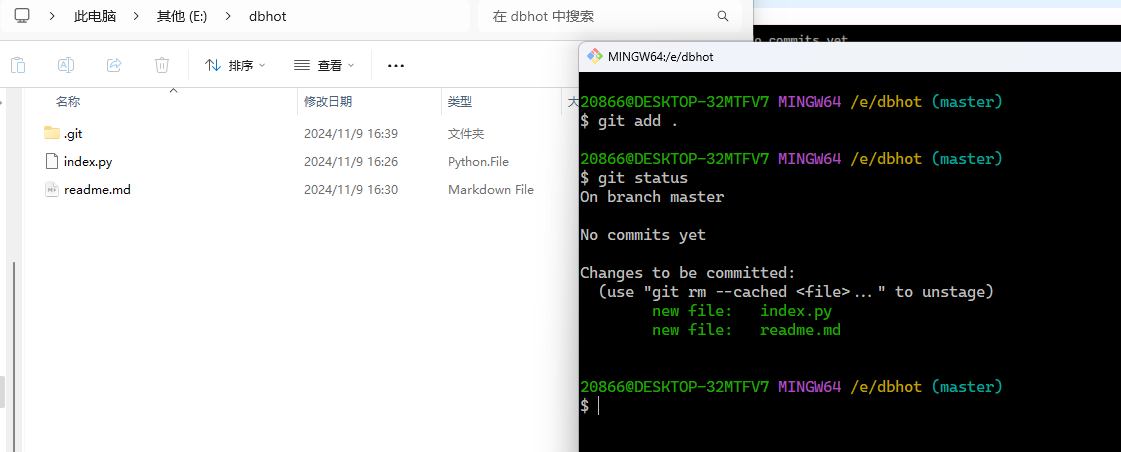 此电脑 > 其他 (E:) > dbhot
在 dbhot 中搜索
排序
查看
名称
修改日期
类型
.git
2024/11/9 16:39
文件夹
index.py
2024/11/9 16:26
Python.File
readme.md
2024/11/9 16:30
Markdown File
commits yet
MINGW64:/e/dbhot
20866@DESKTOP-32MTFV7 MINGW64 /e/dbhot (master)
$ git add .
20866@DESKTOP-32MTFV7 MINGW64 /e/dbhot (master)
$ git status
On branch master
No commits yet
Changes to be committed:
(use "git rm --cached <file>..." to unstage)
new file:   index.py
new file:   readme.md
20866@DESKTOP-32MTFV7 MINGW64 /e/dbhot (master)
$